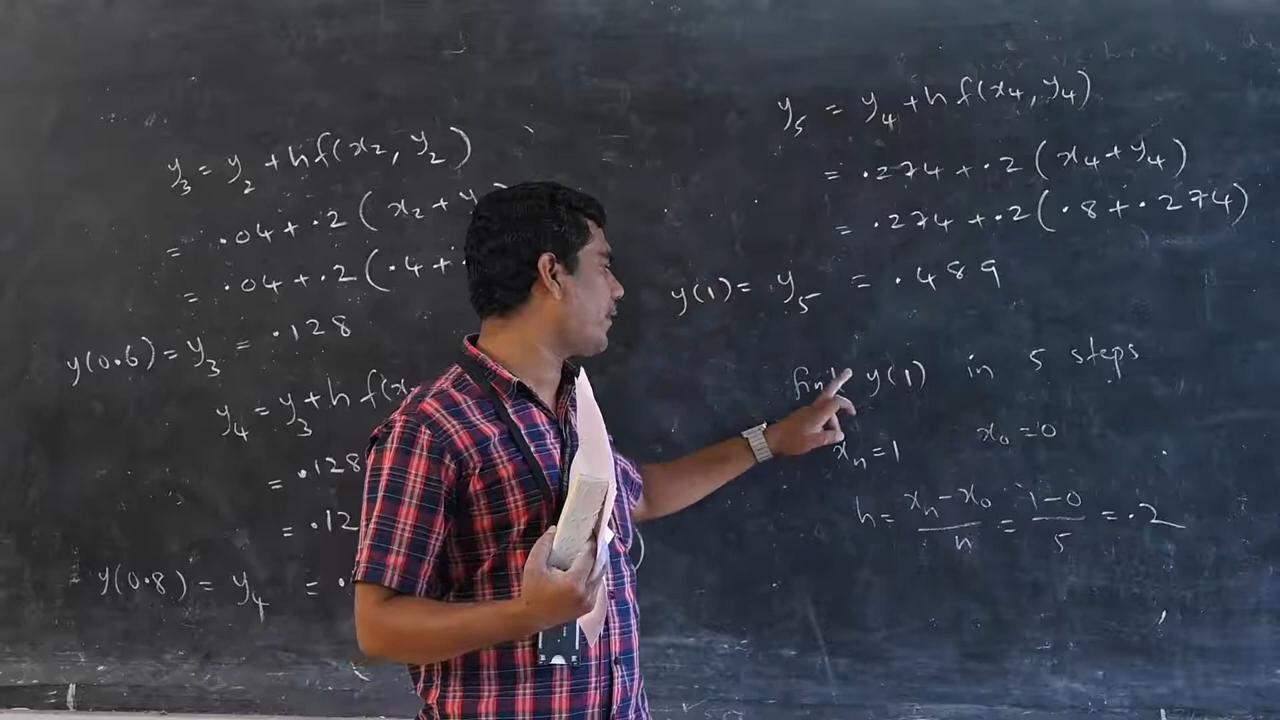 y₃ = y₂ + h f(x₂, y₂)
= .04 + .2 ( x₂ + y
= .04 + .2 ( .4 + .
y(0.6) = y₃ = .128
y₄ = y₃ + h f(x
= .128
= .12
y(0.8) = y₄ = .
y₅ = y₄ + h f(x₄, y₄)
= .274 + .2 ( x₄ + y₄ )
= .274 + .2 ( .8 + .274 )
y(1) = y₅ = .489
y(1) in 5 steps
xₙ = 1 x₀ = 0
h = (xₙ - x₀)/n = (1 - 0)/5 = .2